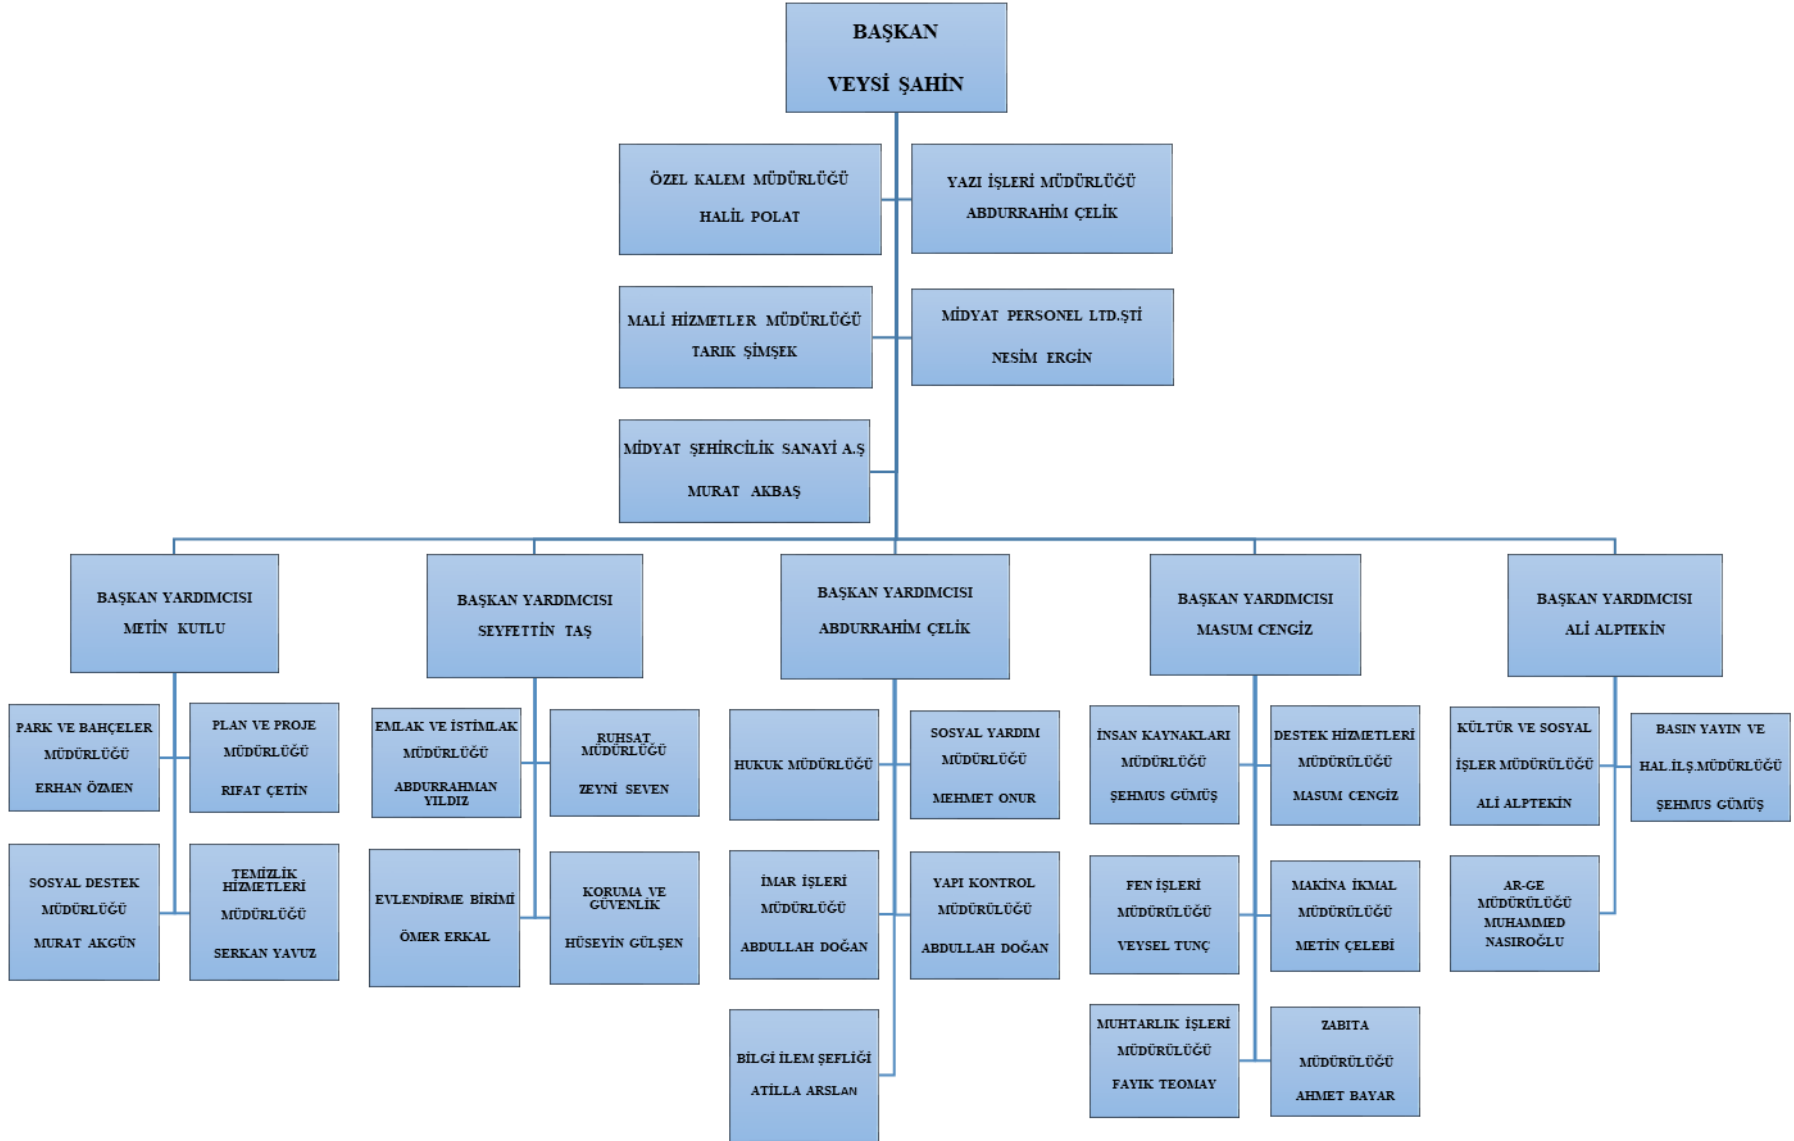 BAŞKAN
VEYSİ ŞAHİN
ÖZEL KALEM MÜDÜRLÜĞÜ
HALİL POLAT
YAZI İŞLERİ MÜDÜRLÜĞÜ
ABDURRAHİM ÇELİK
MALİ HİZMETLER MÜDÜRLÜĞÜ
TARIK ŞİMŞEK
MİDYAT PERSONEL LTD.ŞTİ
NESİM ERGİN
MİDYAT ŞEHİRCİLİK SANAYİ A.Ş
MURAT AKBAŞ
BAŞKAN YARDIMCISI
METİN KUTLU
BAŞKAN YARDIMCISI
SEYFETTİN TAŞ
BAŞKAN YARDIMCISI
ABDURRAHİM ÇELİK
BAŞKAN YARDIMCISI
MASUM CENGİZ
BAŞKAN YARDIMCISI
ALİ ALPTEKİN
PARK VE BAHÇELER
MÜDÜRLÜĞÜ
ERHAN ÖZMEN
PLAN VE PROJE
MÜDÜRLÜĞÜ
RIFAT ÇETİN
EMLAK VE İSTİMLAK
MÜDÜRLÜĞÜ
ABDURRAHMAN
YILDIZ
RUHSAT
MÜDÜRLÜĞÜ
ZEYNİ SEVEN
HUKUK MÜDÜRLÜĞÜ
SOSYAL YARDIM
MÜDÜRÜLÜĞÜ
MEHMET ONUR
İNSAN KAYNAKLARI
MÜDÜRÜLÜĞÜ
ŞEHMUS GÜMÜŞ
DESTEK HİZMETLERİ
MÜDÜRÜLÜĞÜ
MASUM CENGİZ
KÜLTÜR VE SOSYAL
İŞLER MÜDÜRÜLÜĞÜ
ALİ ALPTEKİN
BASIN YAYIN VE
HAL.İLŞ.MÜDÜRLÜĞÜ
ŞEHMUS GÜMÜŞ
SOSYAL DESTEK
MÜDÜRLÜĞÜ
MURAT AKGÜN
TEMİZLİK
HİZMETLERİ
MÜDÜRLÜĞÜ
SERKAN YAVUZ
EVLENDİRME BİRİMİ
ÖMER ERKAL
KORUMA VE
GÜVENLİK
HÜSEYİN GÜLŞEN
İMAR İŞLERİ
MÜDÜRLÜĞÜ
ABDULLAH DOĞAN
YAPI KONTROL
MÜDÜRÜLÜĞÜ
ABDULLAH DOĞAN
FEN İŞLERİ
MÜDÜRÜLÜĞÜ
VEYSEL TUNÇ
MAKİNA İKMAL
MÜDÜRÜLÜĞÜ
METİN ÇELEBİ
AR-GE
MÜDÜRÜLÜĞÜ
MUHAMMED
NASIROĞLU
BİLGİ İLEM ŞEFLİĞİ
ATİLLA ARSLAN
MUHTARLIK İŞLERİ
MÜDÜRÜLÜĞÜ
FAYIK TEOMAY
ZABITA
MÜDÜRÜLÜĞÜ
AHMET BAYAR